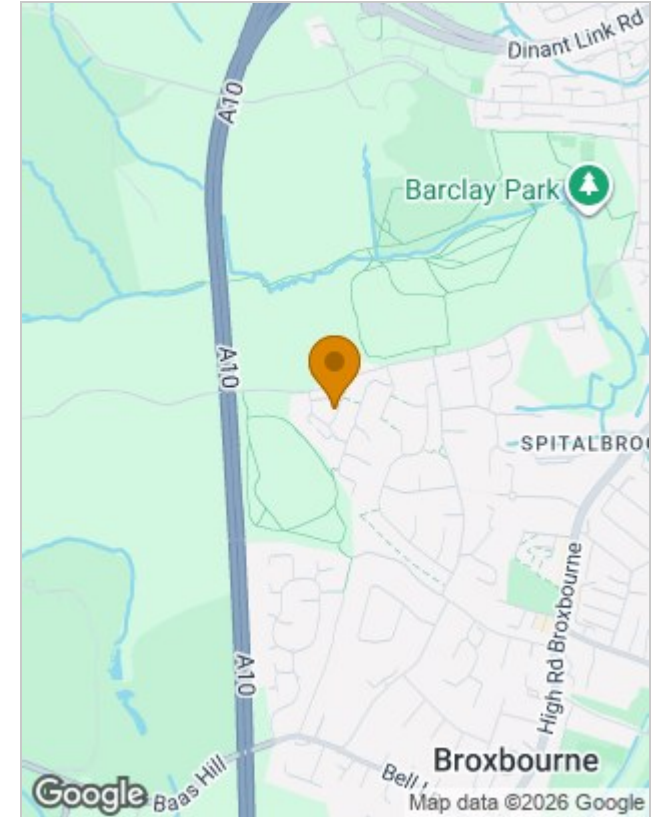 Dinant Link Rd
A10
Barclay Park
A10
SPITALBRO
High Rd Broxbourne
A10
Broxbourne
Baas Hill
Bell
Google
Map data ©2026 Google